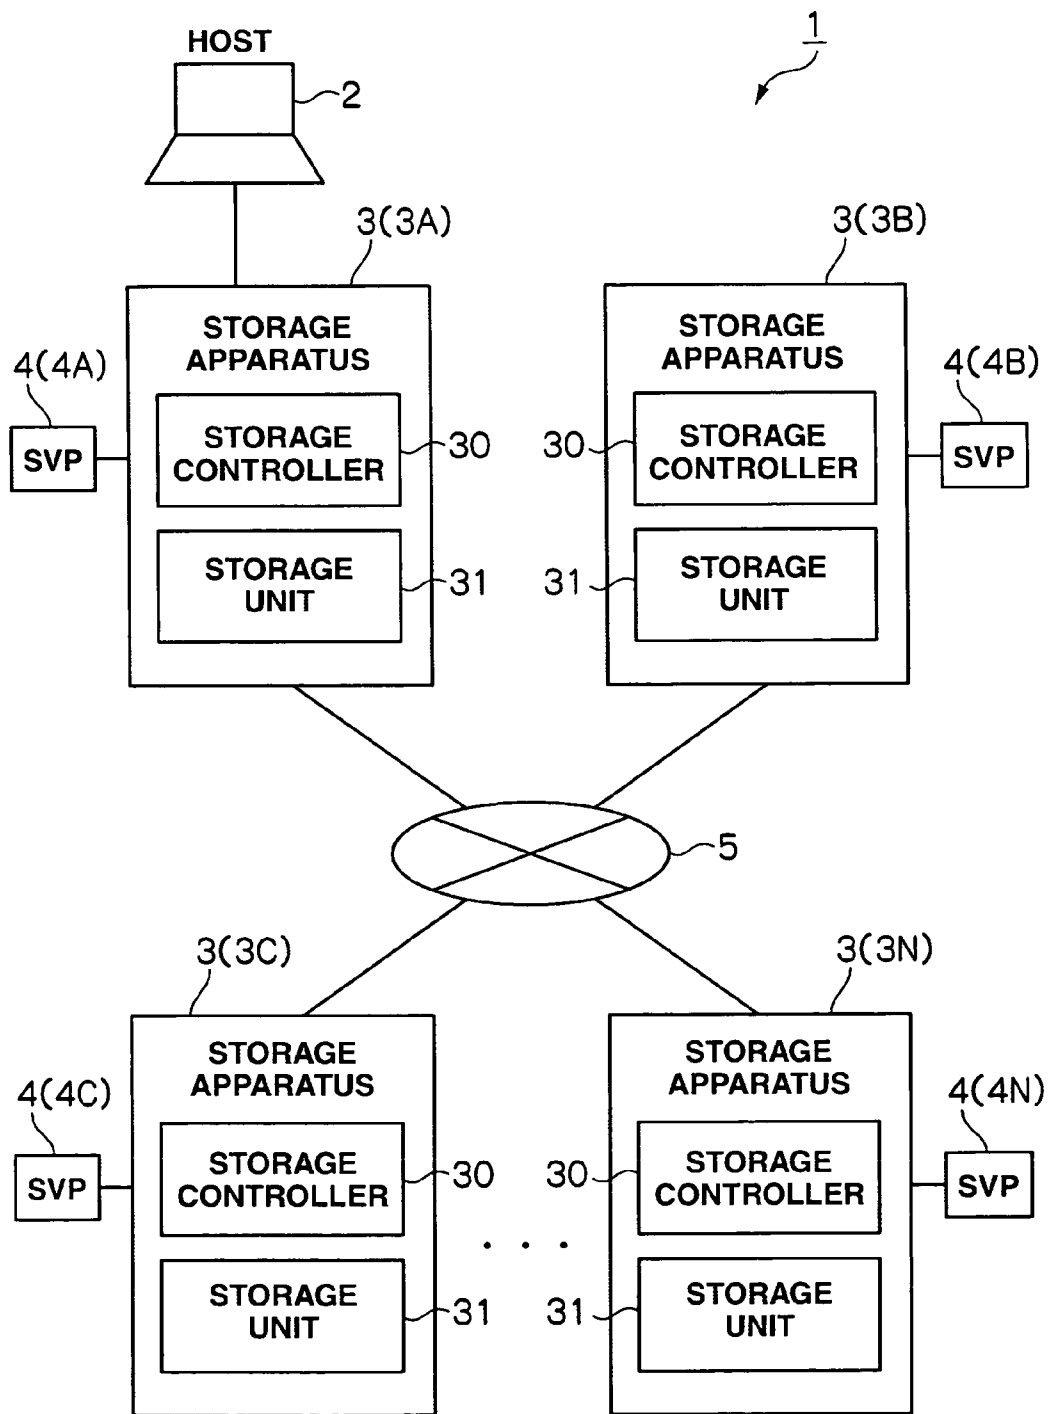 HOST
1
2
3(3A)
3(3B)
STORAGE
APPARATUS
STORAGE
APPARATUS
4(4A)
4(4B)
SVP
STORAGE
CONTROLLER
30
30
STORAGE
CONTROLLER
SVP
STORAGE
UNIT
31
31
STORAGE
UNIT
5
3(3C)
3(3N)
STORAGE
APPARATUS
STORAGE
APPARATUS
4(4C)
4(4N)
SVP
STORAGE
CONTROLLER
30
30
STORAGE
CONTROLLER
SVP
. . .
STORAGE
UNIT
31
31
STORAGE
UNIT